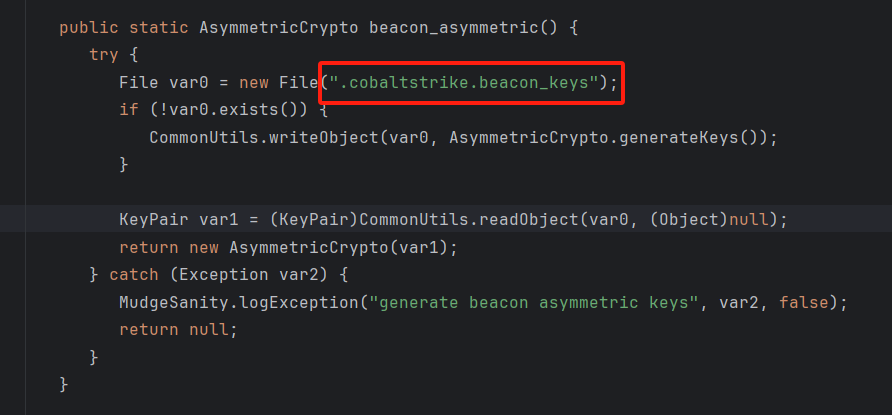 public static AsymmetricCrypto beacon_asymmetric() {
try {
File var0 = new File(".cobaltstrike.beacon_keys");
if (!var0.exists()) {
CommonUtils.writeObject(var0, AsymmetricCrypto.generateKeys());
}
KeyPair var1 = (KeyPair)CommonUtils.readObject(var0, (Object)null);
return new AsymmetricCrypto(var1);
} catch (Exception var2) {
MudgeSanity.logException("generate beacon asymmetric keys", var2, false);
return null;
}
}